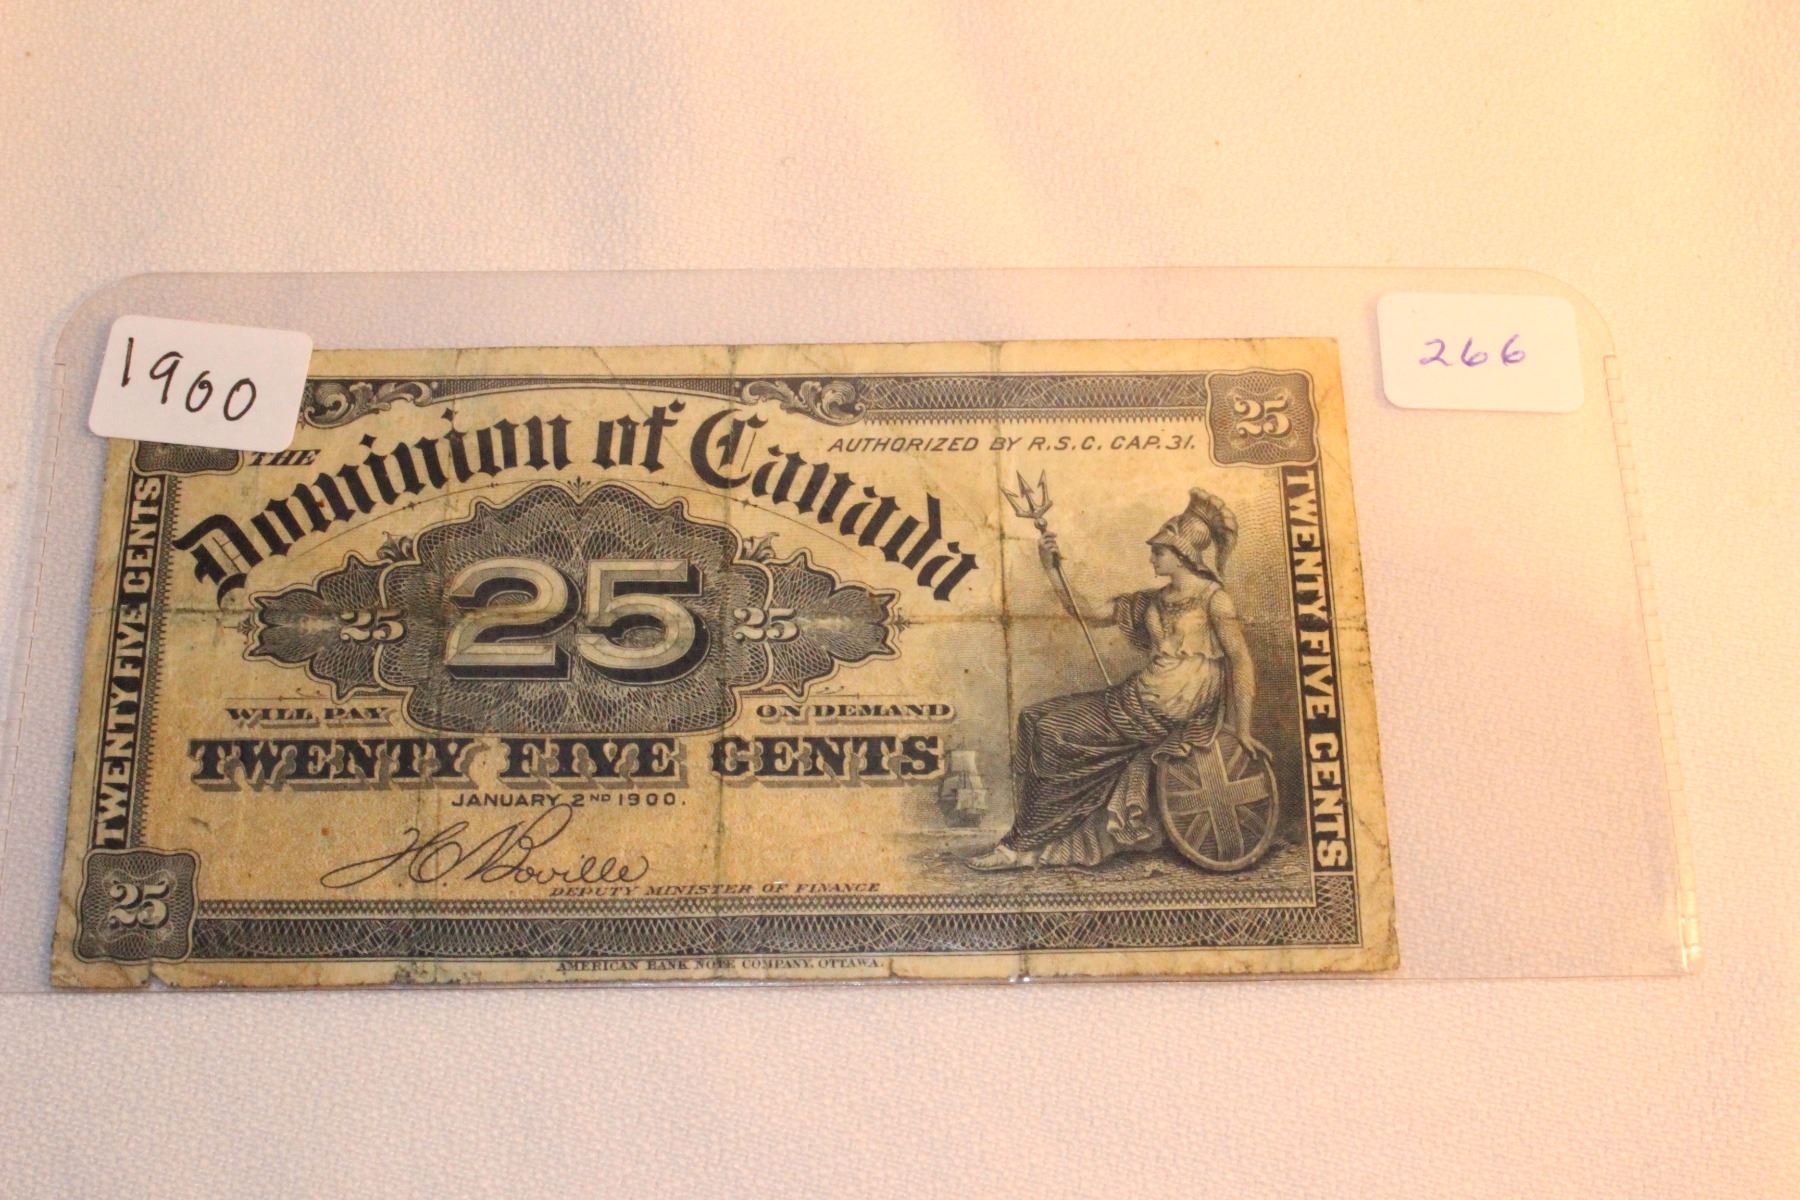 1900
266
25
THE
Dominion of Canada
AUTHORIZED BY R.S.C. CAP. 31.
TWENTY FIVE CENTS
25 25 25
TWENTY FIVE CENTS
WILL PAY ON DEMAND
TWENTY FIVE CENTS
JANUARY 2ND 1900.
H C Boville
DEPUTY MINISTER OF FINANCE
25
AMERICAN BANK NOTE COMPANY. OTTAWA.